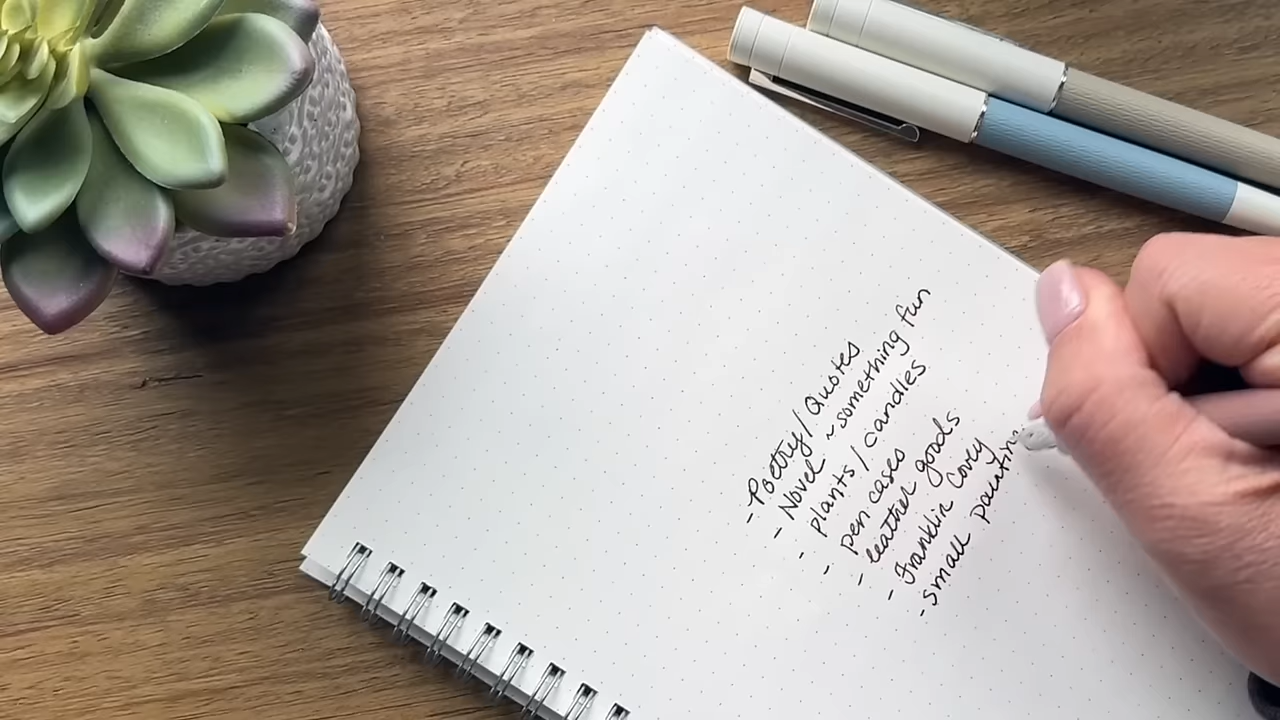 - Poetry/Quotes
- Novel ~something fun
- plants/candles
- pen cases
- leather goods
- Franklin Covey
- small painting